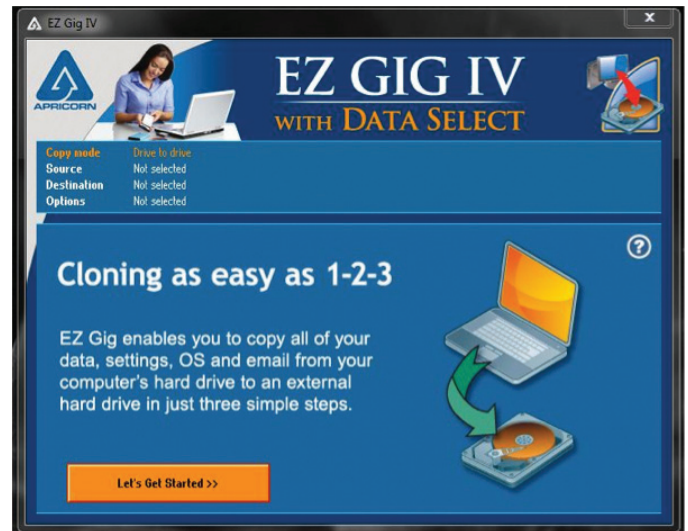 EZ Gig IV
x
APRICORN
EZ GIG IV
WITH DATA SELECT
Copy mode Drive to drive
Source Not selected
Destination Not selected
Options Not selected
?
Cloning as easy as 1-2-3
EZ Gig enables you to copy all of your
data, settings, OS and email from your
computer's hard drive to an external
hard drive in just three simple steps.
Let's Get Started >>